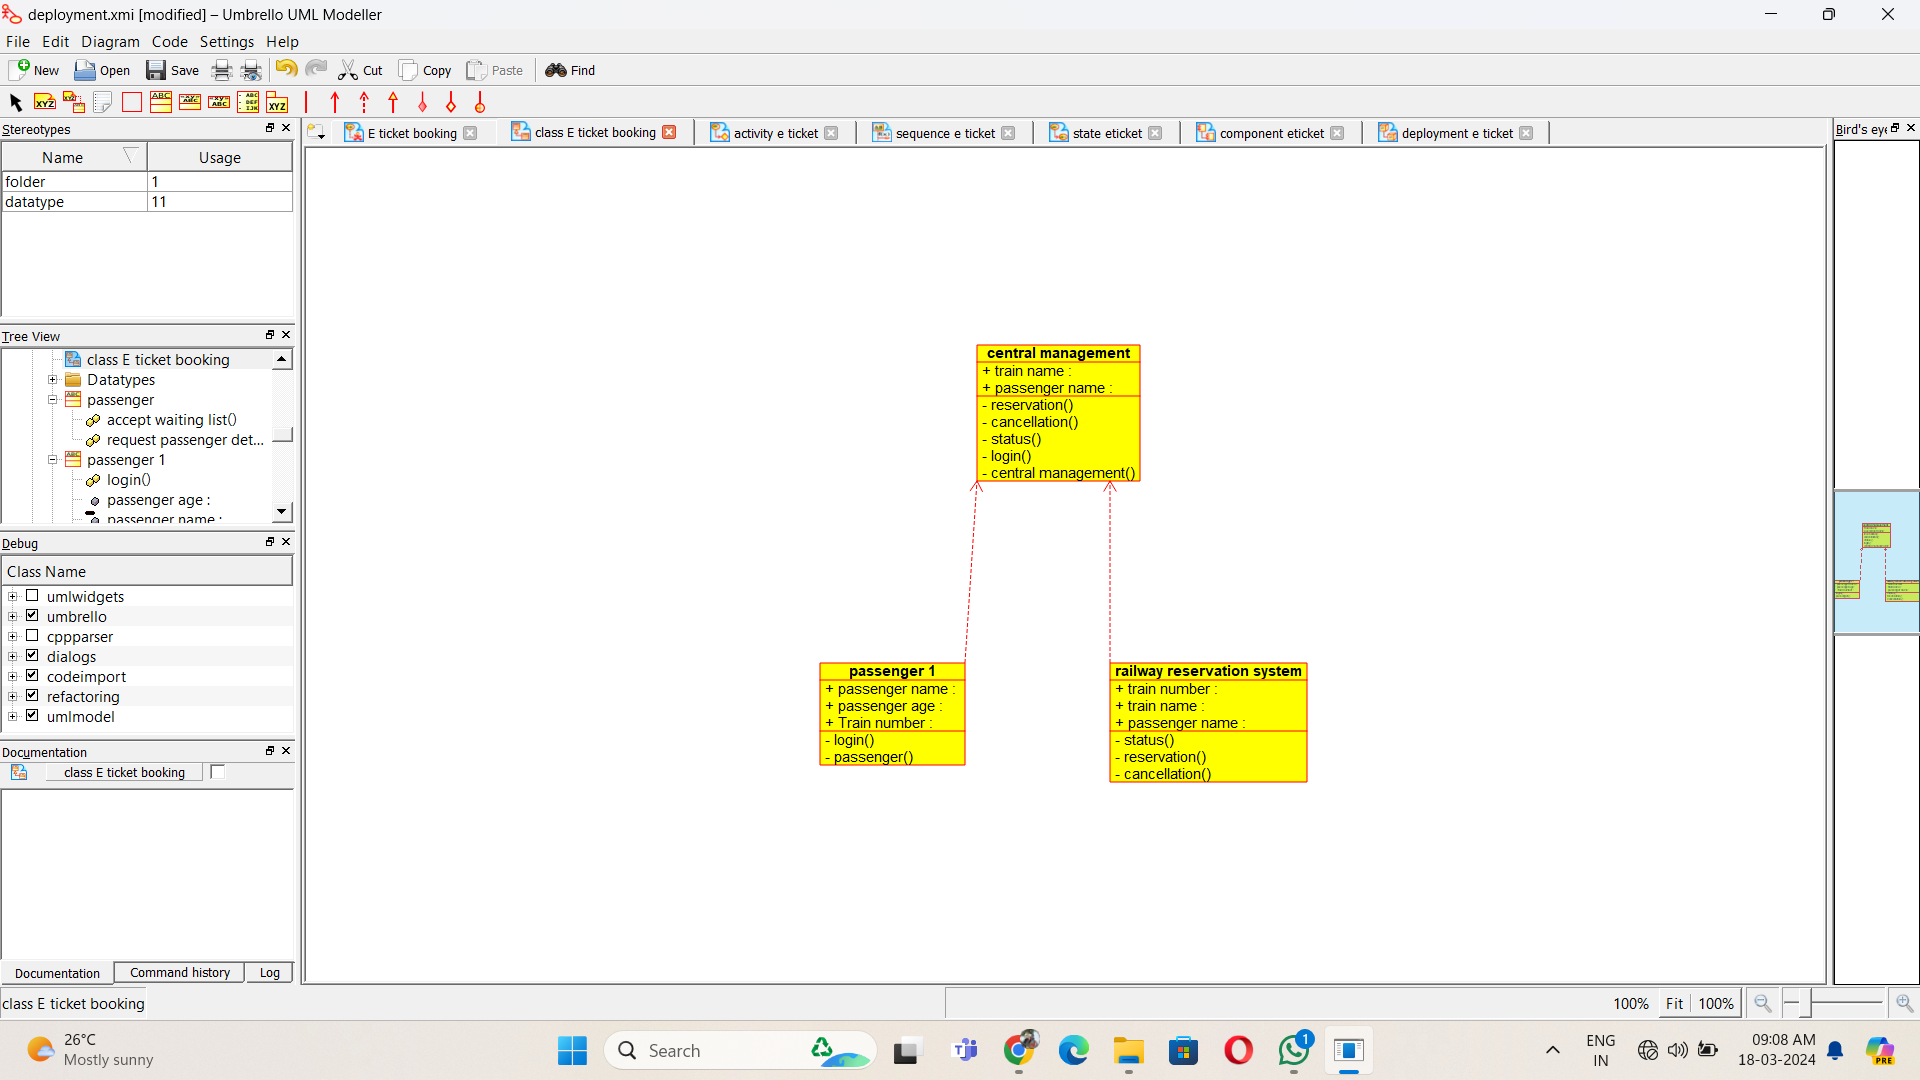 deployment.xmi [modified] – Umbrello UML Modeller
File Edit Diagram Code Settings Help
New Open Save Cut Copy Paste Find
Stereotypes
Name Usage
folder 1
datatype 11
E ticket booking class E ticket booking activity e ticket sequence e ticket state eticket component eticket deployment e ticket
Bird's eye
Tree View
class E ticket booking
Datatypes
passenger
accept waiting list()
request passenger det...
passenger 1
login()
passenger age :
passenger name :
Debug
Class Name
umlwidgets
umbrello
cppparser
dialogs
codeimport
refactoring
umlmodel
Documentation
class E ticket booking
Documentation Command history Log
central management
+ train name :
+ passenger name :
- reservation()
- cancellation()
- status()
- login()
- central management()
passenger 1
+ passenger name :
+ passenger age :
+ Train number :
- login()
- passenger()
railway reservation system
+ train number :
+ train name :
+ passenger name :
- status()
- reservation()
- cancellation()
class E ticket booking
100% Fit 100%
26°C
Mostly sunny
Search
1
ENG
IN
09:08 AM
18-03-2024
PRE